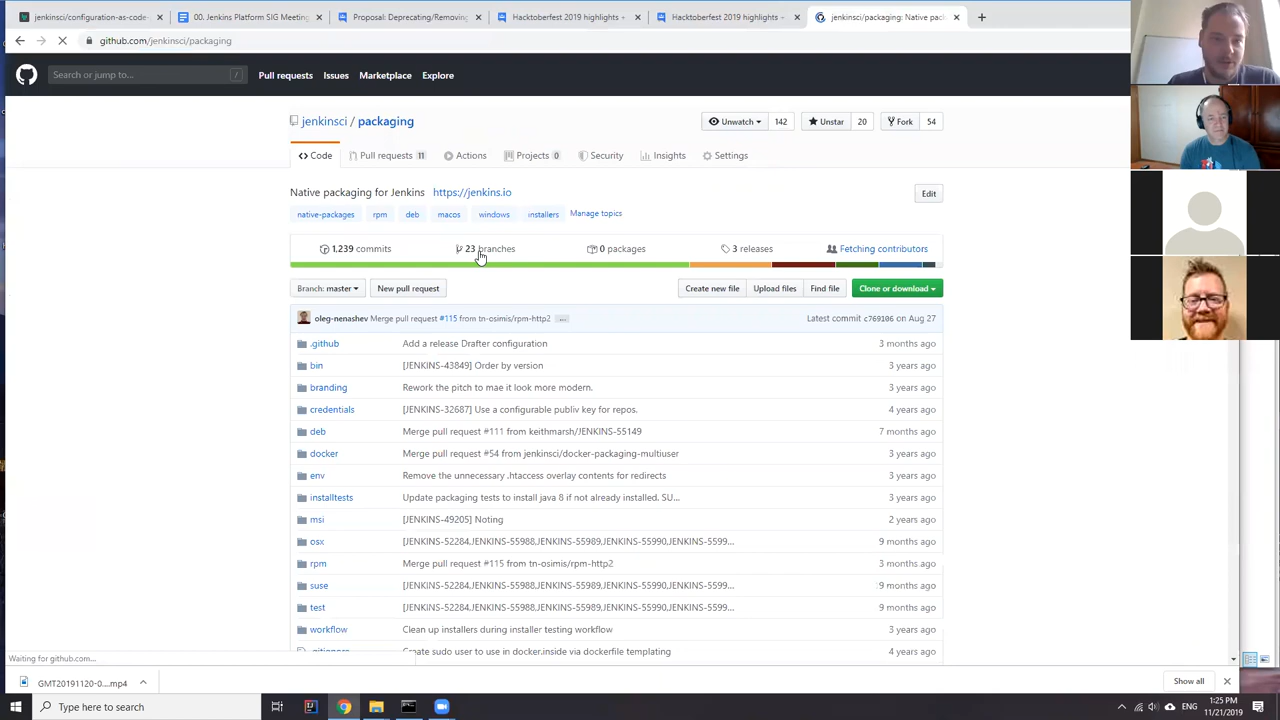 jenkinsci/configuration-as-code-
00. Jenkins Platform SIG Meetin
Proposal: Deprecating/Removing
Hacktoberfest 2019 highlights -
Hacktoberfest 2019 highlights -
jenkinsci/packaging: Native pac
github.com/jenkinsci/packaging
Search or jump to... /
Pull requests
Issues
Marketplace
Explore
jenkinsci / packaging
Unwatch 142
Unstar 20
Fork 54
Code
Pull requests 11
Actions
Projects 0
Security
Insights
Settings
Native packaging for Jenkins https://jenkins.io
Edit
native-packages rpm deb macos windows installers Manage topics
1,239 commits
23 branches
0 packages
3 releases
Fetching contributors
Branch: master
New pull request
Create new file
Upload files
Find file
Clone or download
oleg-nenashev Merge pull request #115 from tn-osimis/rpm-http2 ...
Latest commit c769106 on Aug 27
.github Add a release Drafter configuration 3 months ago
bin [JENKINS-43849] Order by version 3 years ago
branding Rework the pitch to mae it look more modern. 3 years ago
credentials [JENKINS-32687] Use a configurable publiv key for repos. 4 years ago
deb Merge pull request #111 from keithmarsh/JENKINS-55149 7 months ago
docker Merge pull request #54 from jenkinsci/docker-packaging-multiuser 3 years ago
env Remove the unnecessary .htaccess overlay contents for redirects 3 years ago
installtests Update packaging tests to install java 8 if not already installed. SU... 3 years ago
msi [JENKINS-49205] Noting 2 years ago
osx [JENKINS-52284,JENKINS-55988,JENKINS-55989,JENKINS-55990,JENKINS-5599... 9 months ago
rpm Merge pull request #115 from tn-osimis/rpm-http2 3 months ago
suse [JENKINS-52284,JENKINS-55988,JENKINS-55989,JENKINS-55990,JENKINS-5599... 9 months ago
test [JENKINS-52284,JENKINS-55988,JENKINS-55989,JENKINS-55990,JENKINS-5599... 9 months ago
workflow Clean up installers during installer testing workflow 3 years ago
.gitignore Create sudo user to use in docker.inside via dockerfile templating 4 years ago
Waiting for github.com...
GMT20191120-0....mp4
Show all
Type here to search
ENG
1:25 PM
11/21/2019